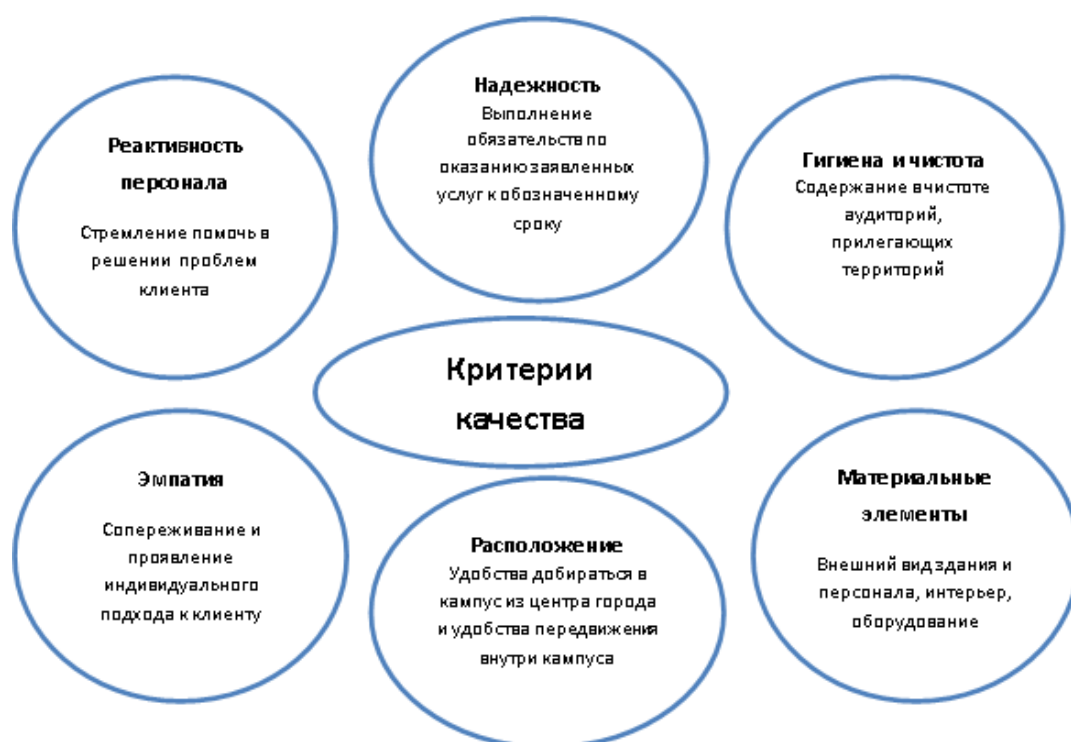 Реактивность
персонала
Стремление помочь в
решении проблем
клиента
Надежность
Выполнение
обязательств по
оказанию заявленных
услуг к обозначенному
сроку
Гигиена и чистота
Содержание в чистоте
аудиторий,
прилегающих
территорий
Критерии
качества
Эмпатия
Сопереживание и
проявление
индивидуального
подхода к клиенту
Расположение
Удобства добираться в
кампус из центра города
и удобства передвижения
внутри кампуса
Материальные
элементы
Внешний вид здания и
персонала, интерьер,
оборудование